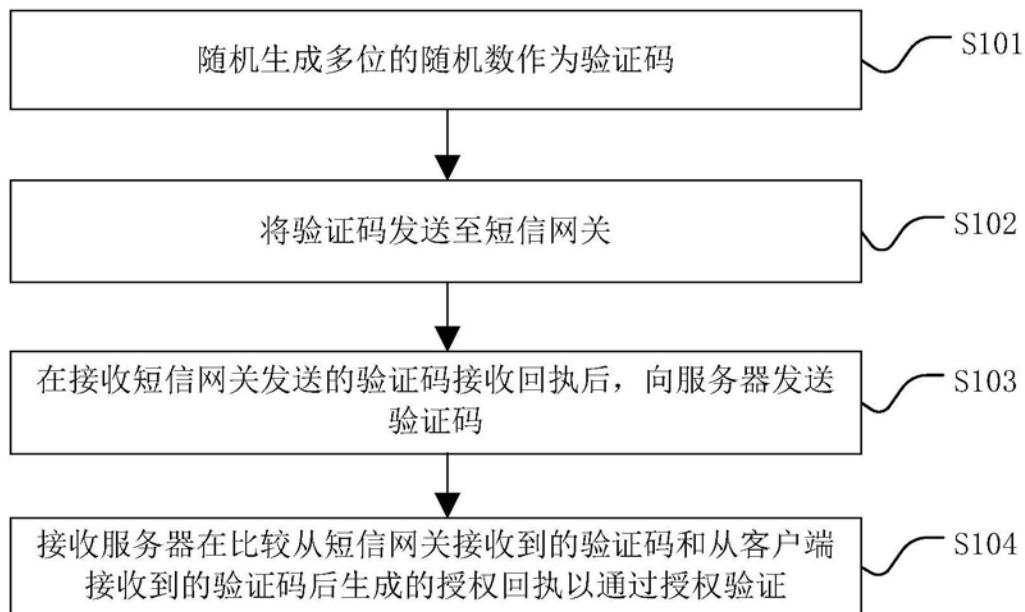 随机生成多位的随机数作为验证码
S101
将验证码发送至短信网关
S102
在接收短信网关发送的验证码接收回执后，向服务器发送
验证码
S103
接收服务器在比较从短信网关接收到的验证码和从客户端
接收到的验证码后生成的授权回执以通过授权验证
S104